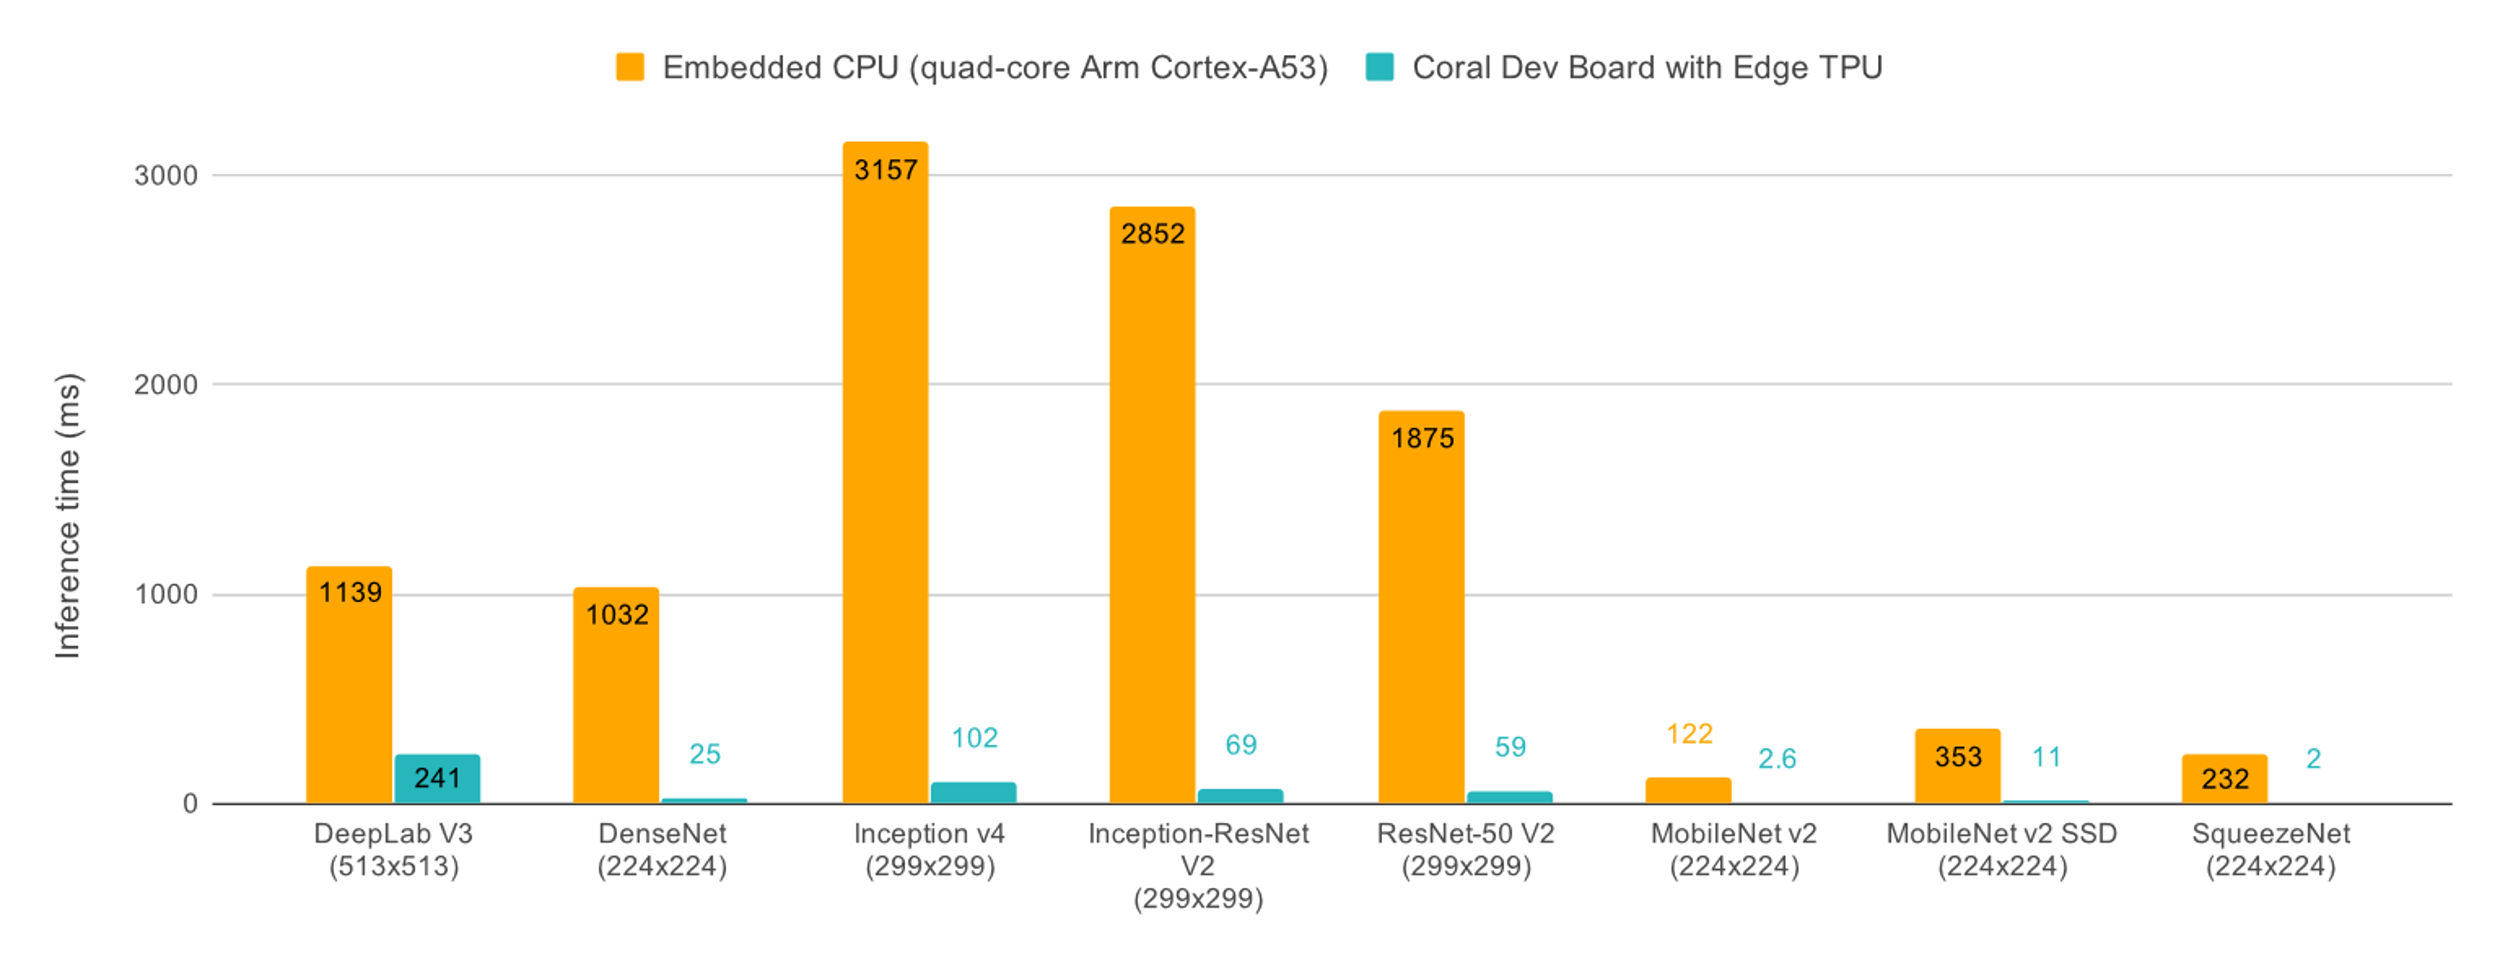 Embedded CPU (quad-core Arm Cortex-A53)
Coral Dev Board with Edge TPU
Inference time (ms)
3000
2000
1000
0
1139
241
1032
25
3157
102
2852
69
1875
59
122
2.6
353
11
232
2
DeepLab V3
(513x513)
DenseNet
(224x224)
Inception v4
(299x299)
Inception-ResNet
V2
(299x299)
ResNet-50 V2
(299x299)
MobileNet v2
(224x224)
MobileNet v2 SSD
(224x224)
SqueezeNet
(224x224)